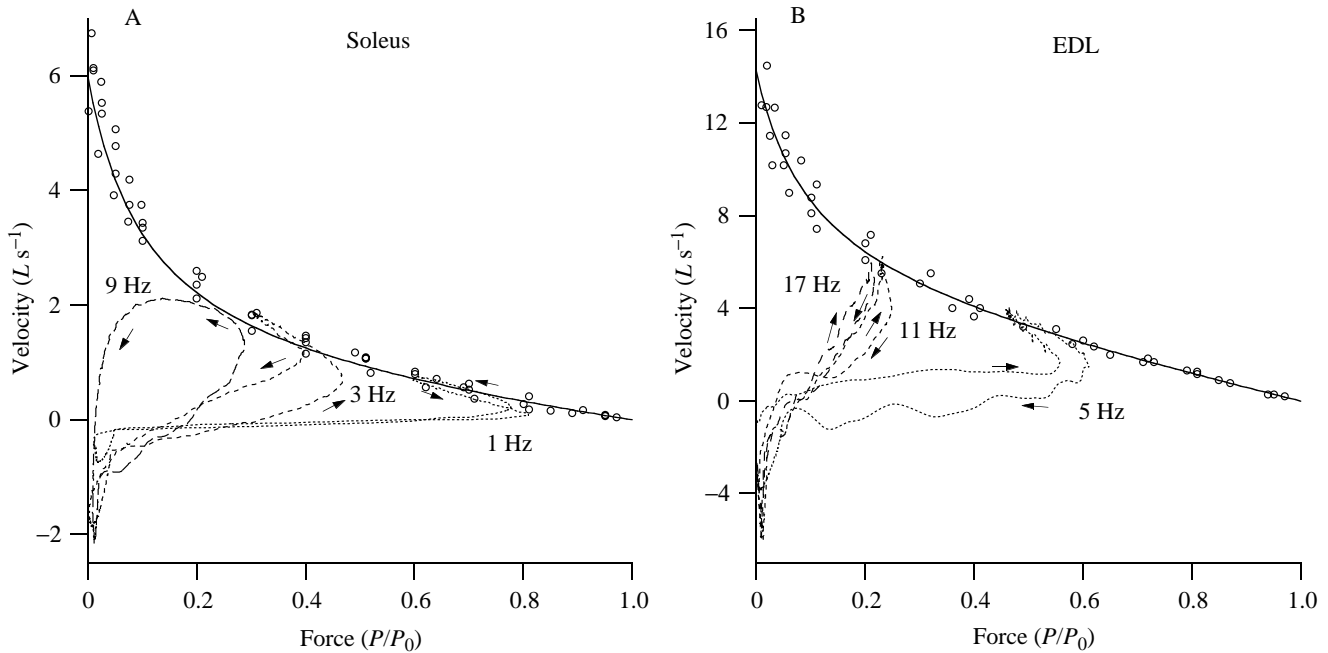 A
Soleus
6
4
2
0
−2
Velocity (L s⁻¹)
9 Hz
3 Hz
1 Hz
0
0.2
0.4
0.6
0.8
1.0
Force (P/P₀)
B
EDL
16
12
8
4
0
−4
Velocity (L s⁻¹)
17 Hz
11 Hz
5 Hz
0
0.2
0.4
0.6
0.8
1.0
Force (P/P₀)